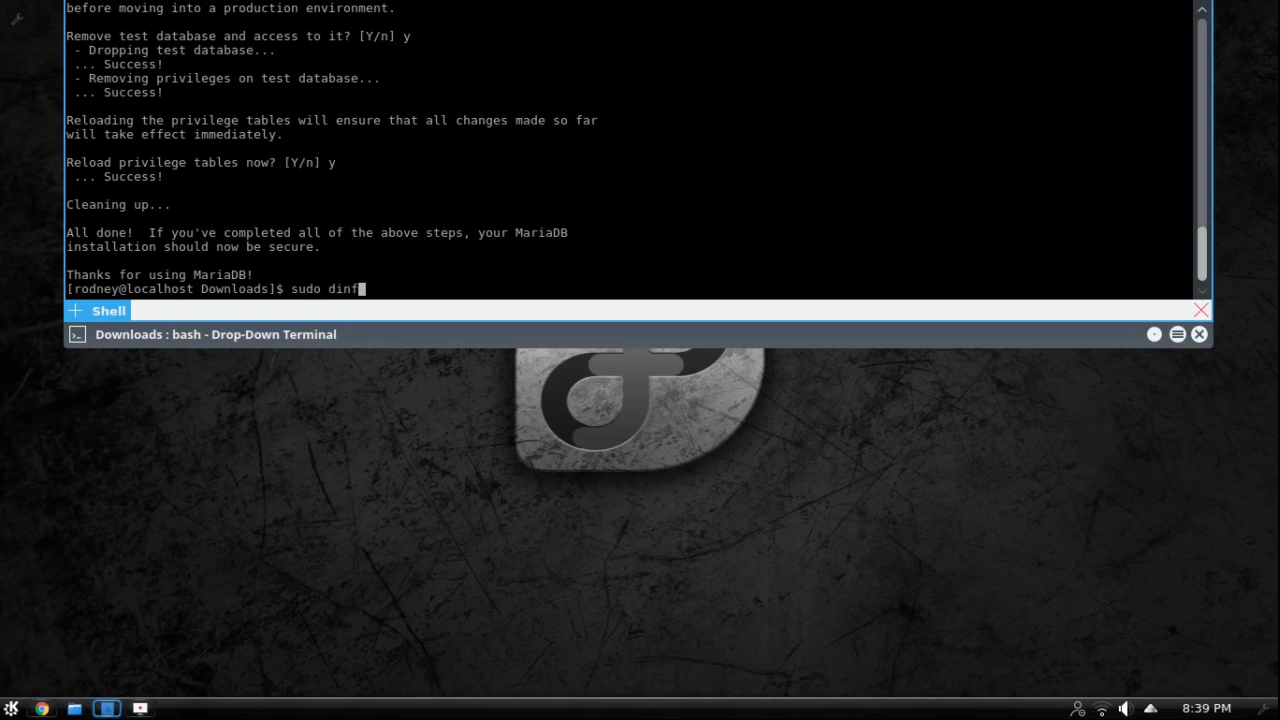 before moving into a production environment.
Remove test database and access to it? [Y/n] y
 - Dropping test database...
 ... Success!
 - Removing privileges on test database...
 ... Success!
Reloading the privilege tables will ensure that all changes made so far
will take effect immediately.
Reload privilege tables now? [Y/n] y
 ... Success!
Cleaning up...
All done!  If you've completed all of the above steps, your MariaDB
installation should now be secure.
Thanks for using MariaDB!
[rodney@localhost Downloads]$ sudo dinf
Shell
Downloads : bash - Drop-Down Terminal
8:39 PM